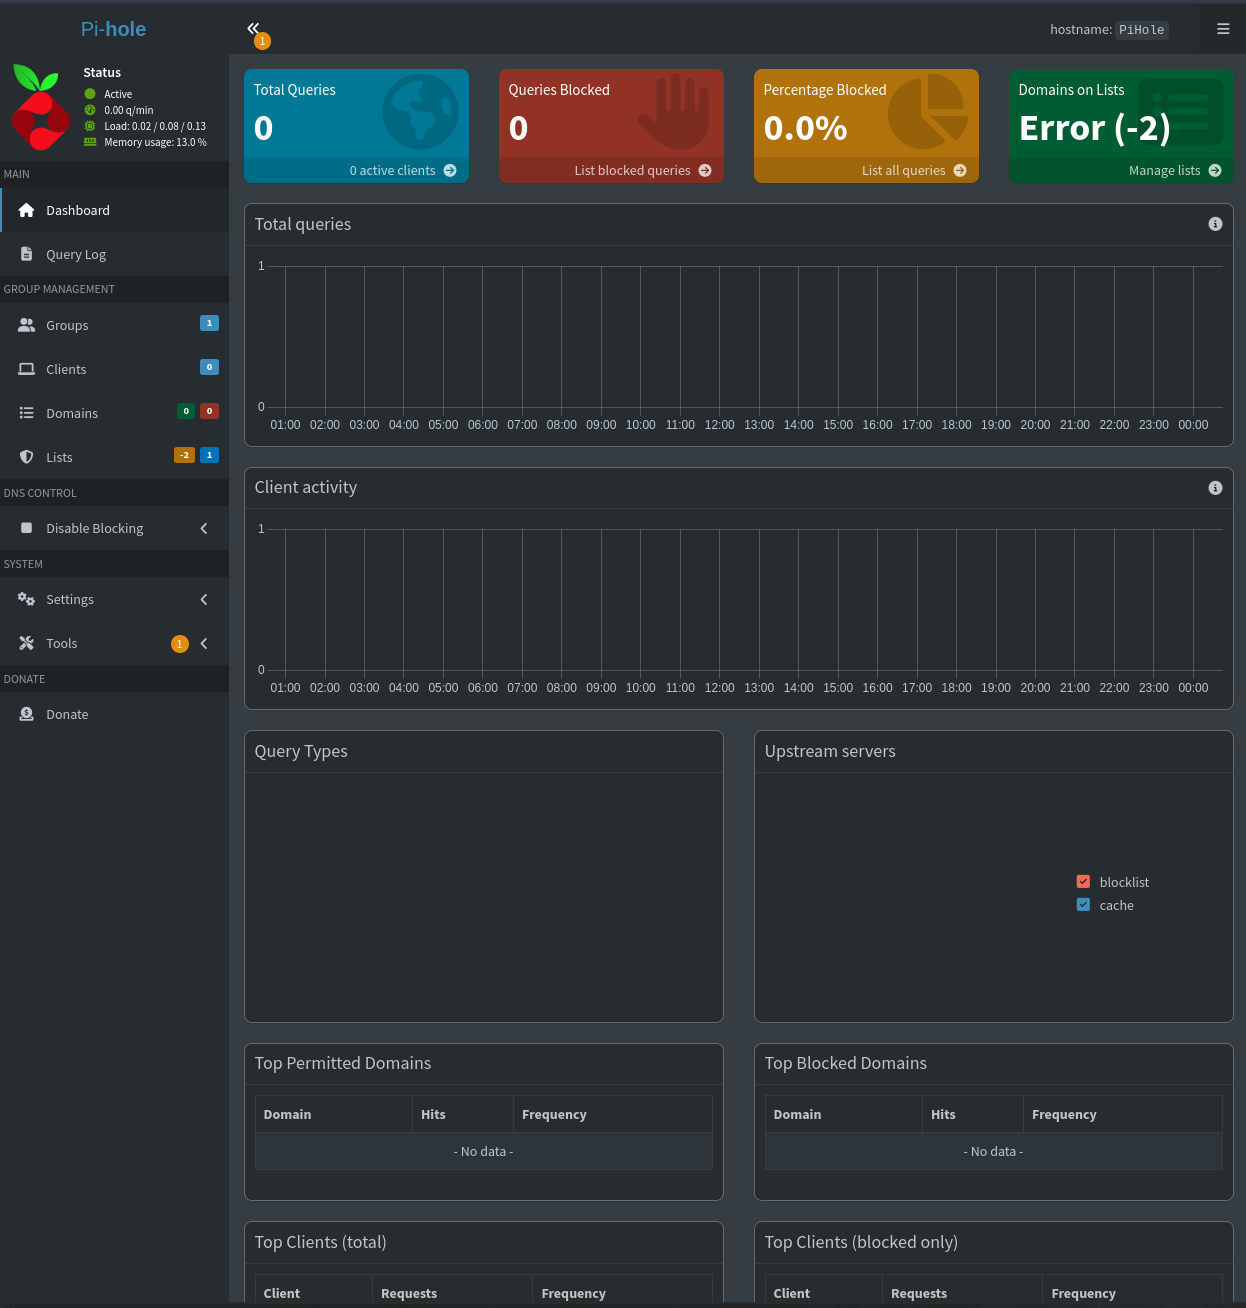 Pi-hole
1
hostname: PiHole
Status
Active
0.00 q/min
Load: 0.02 / 0.08 / 0.13
Memory usage: 13.0 %
MAIN
Dashboard
Query Log
GROUP MANAGEMENT
Groups 1
Clients 0
Domains 0 0
Lists -2 1
DNS CONTROL
Disable Blocking
SYSTEM
Settings
Tools 1
DONATE
Donate
Total Queries
0
0 active clients
Queries Blocked
0
List blocked queries
Percentage Blocked
0.0%
List all queries
Domains on Lists
Error (-2)
Manage lists
Total queries
1
0
01:00 02:00 03:00 04:00 05:00 06:00 07:00 08:00 09:00 10:00 11:00 12:00 13:00 14:00 15:00 16:00 17:00 18:00 19:00 20:00 21:00 22:00 23:00 00:00
Client activity
1
0
01:00 02:00 03:00 04:00 05:00 06:00 07:00 08:00 09:00 10:00 11:00 12:00 13:00 14:00 15:00 16:00 17:00 18:00 19:00 20:00 21:00 22:00 23:00 00:00
Query Types
Upstream servers
blocklist
cache
Top Permitted Domains
Domain Hits Frequency
- No data -
Top Blocked Domains
Domain Hits Frequency
- No data -
Top Clients (total)
Client Requests Frequency
Top Clients (blocked only)
Client Requests Frequency